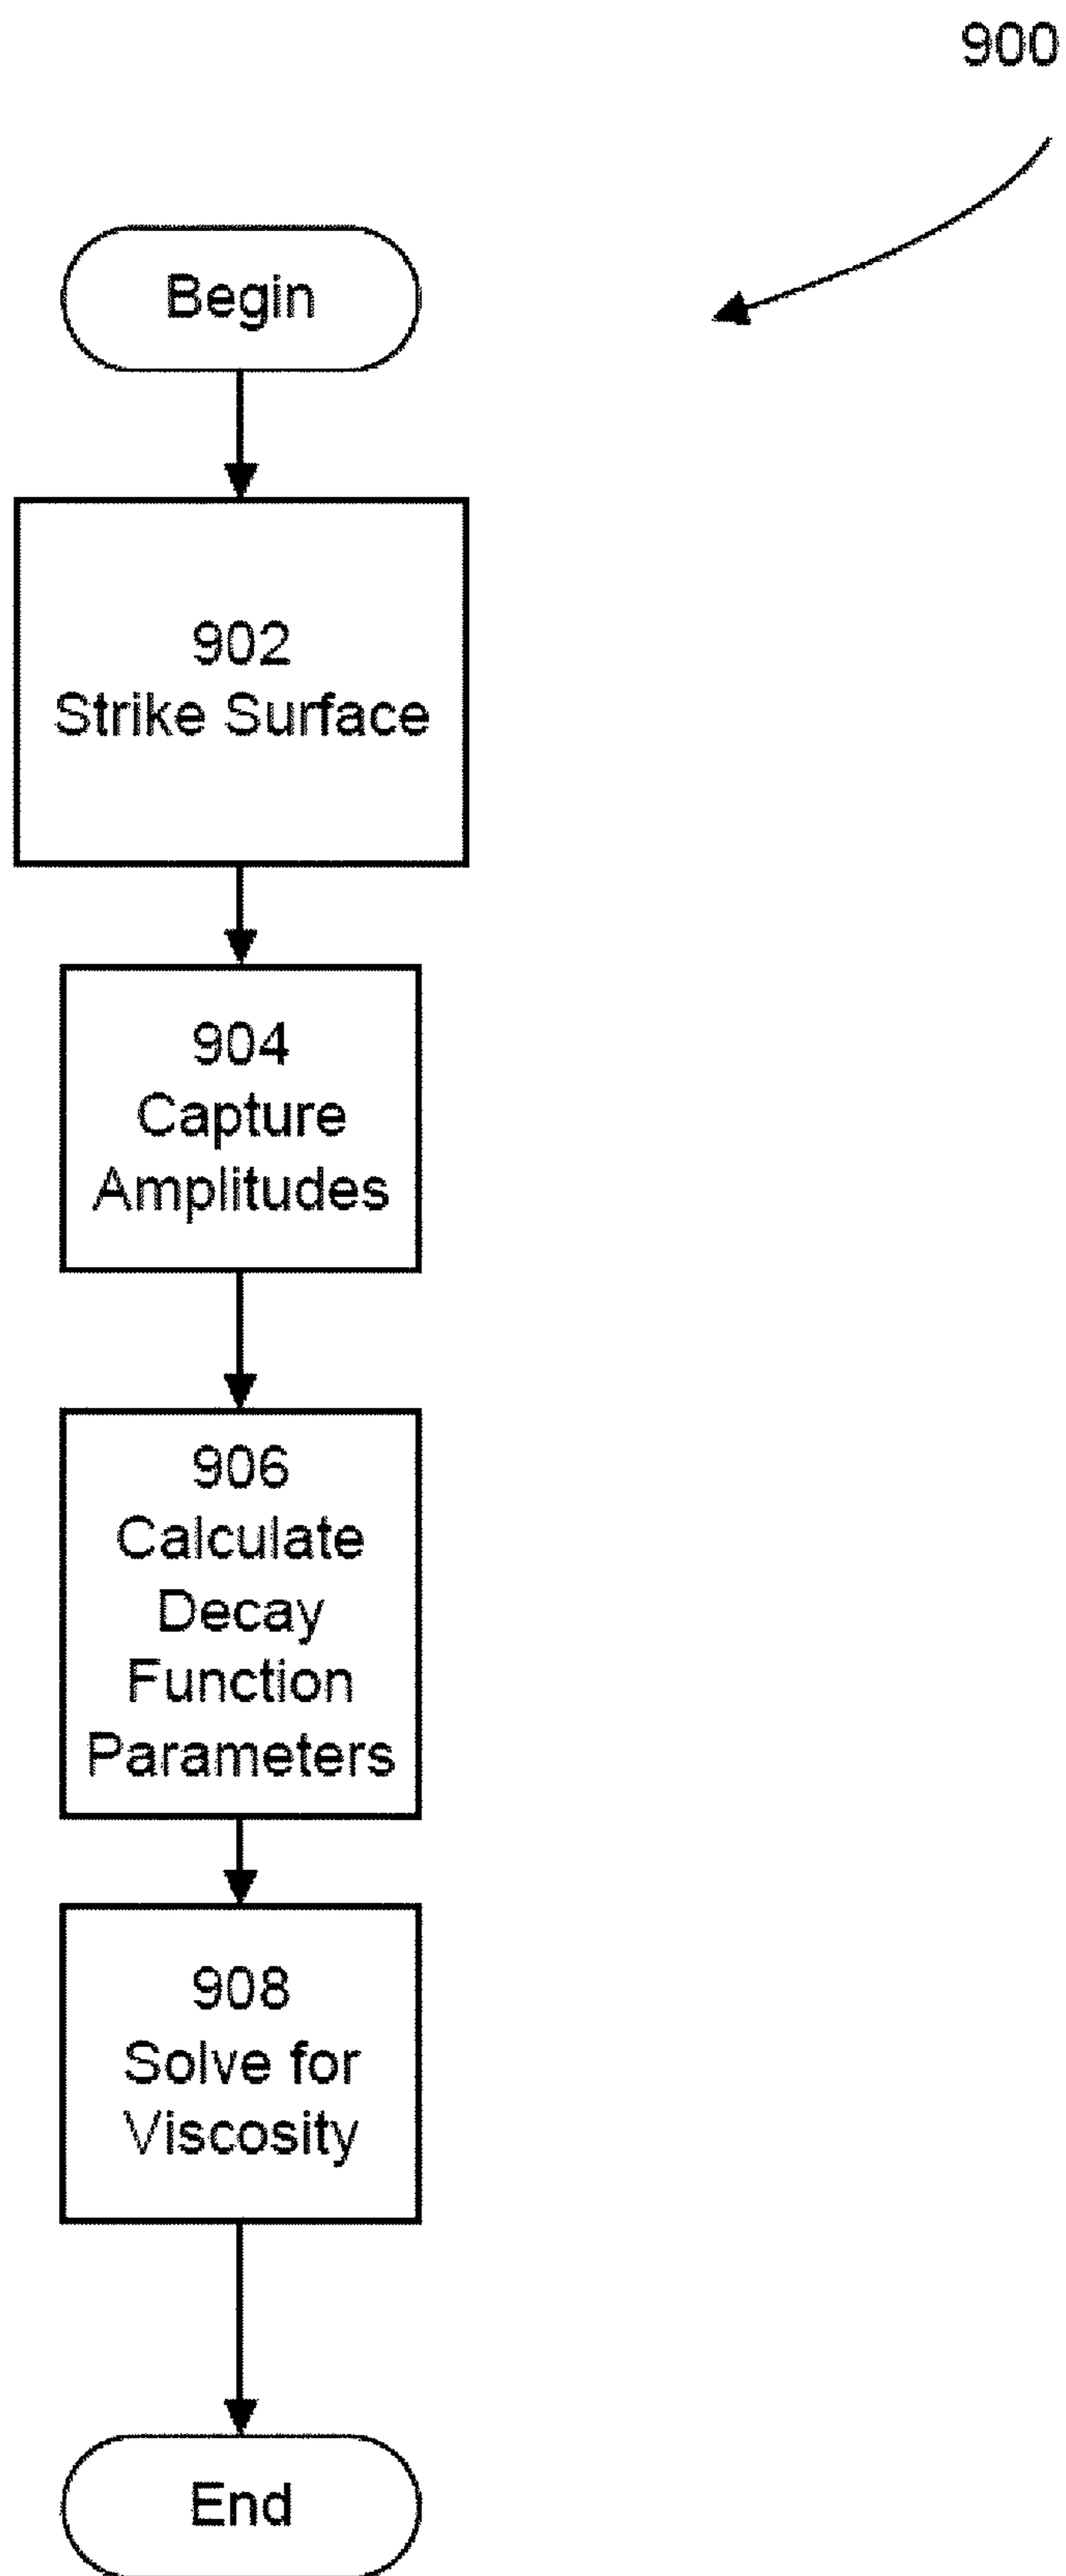 900
Begin
902
Strike Surface
904
Capture
Amplitudes
906
Calculate
Decay
Function
Parameters
908
Solve for
Viscosity
End